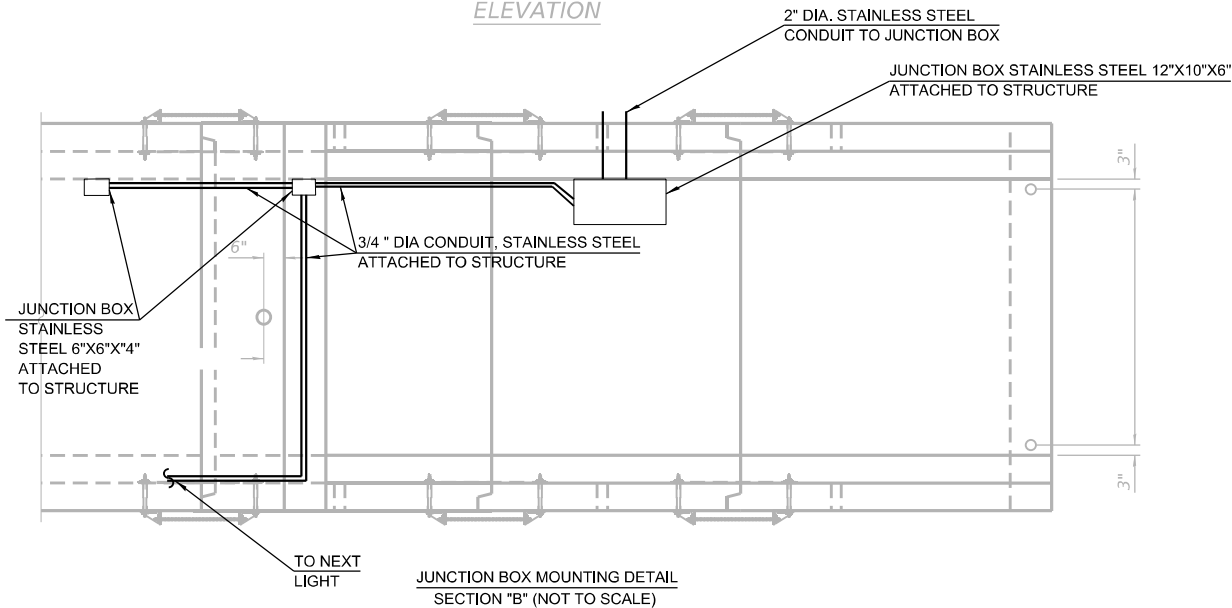 ELEVATION
2" DIA. STAINLESS STEEL
CONDUIT TO JUNCTION BOX
JUNCTION BOX STAINLESS STEEL 12"X10"X6"
ATTACHED TO STRUCTURE
3"
3/4 " DIA CONDUIT, STAINLESS STEEL
ATTACHED TO STRUCTURE
6"
JUNCTION BOX
STAINLESS
STEEL 6"X6"X"4"
ATTACHED
TO STRUCTURE
3"
TO NEXT
LIGHT
JUNCTION BOX MOUNTING DETAIL
SECTION "B" (NOT TO SCALE)